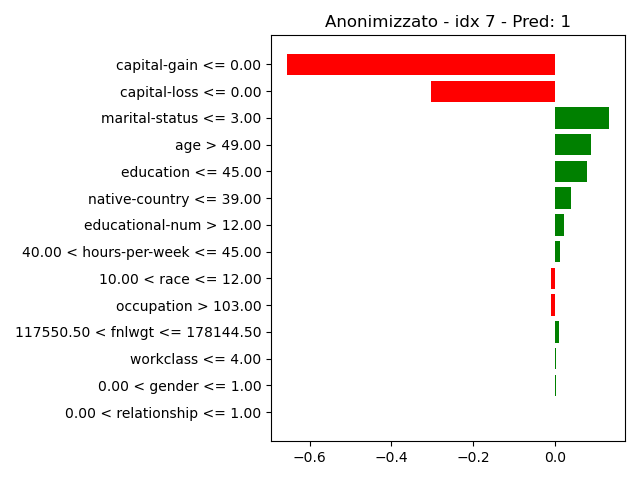 Anonimizzato - idx 7 - Pred: 1
capital-gain <= 0.00
capital-loss <= 0.00
marital-status <= 3.00
age > 49.00
education <= 45.00
native-country <= 39.00
educational-num > 12.00
40.00 < hours-per-week <= 45.00
10.00 < race <= 12.00
occupation > 103.00
117550.50 < fnlwgt <= 178144.50
workclass <= 4.00
0.00 < gender <= 1.00
0.00 < relationship <= 1.00
−0.6 −0.4 −0.2 0.0